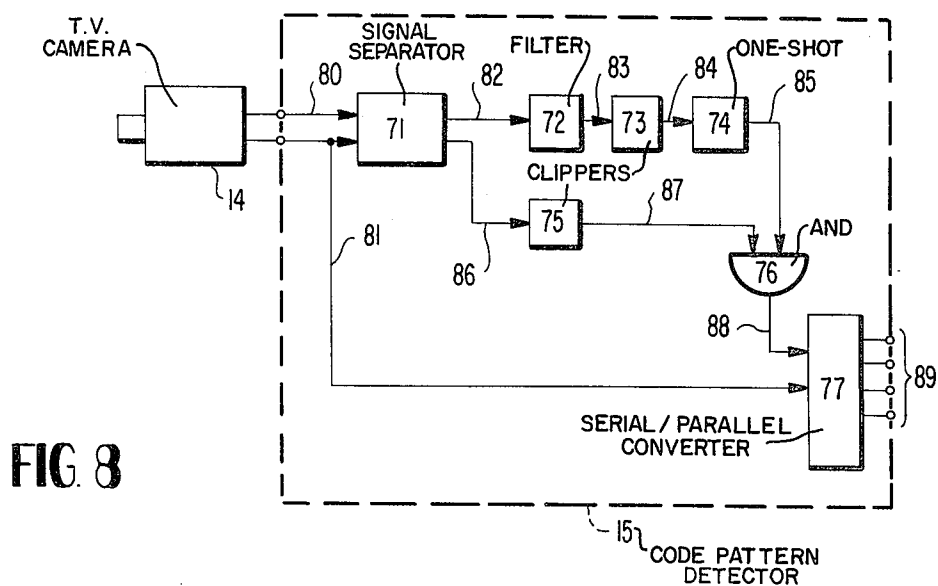 T.V.
CAMERA
SIGNAL
SEPARATOR
FILTER
ONE-SHOT
80
71
82
72
83
73
84
74
85
14
CLIPPERS
75
87
81
86
AND
76
88
77
89
SERIAL/PARALLEL
CONVERTER
FIG. 8
15
CODE PATTERN
DETECTOR